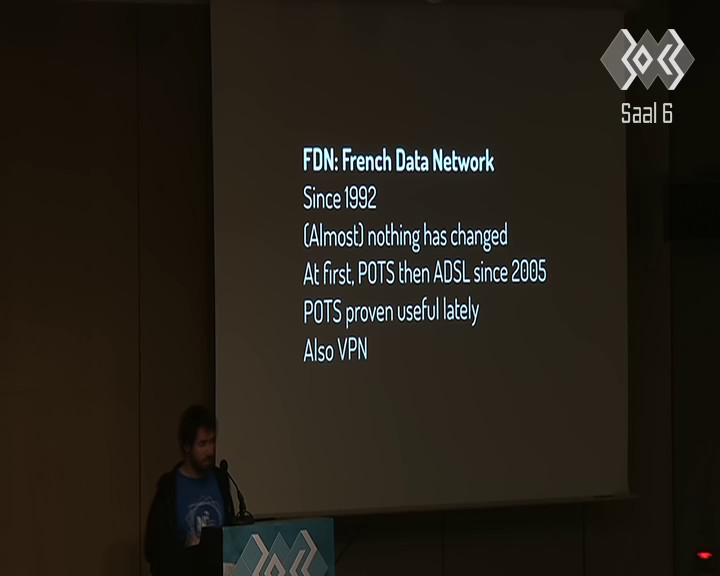 30C3
Saal 6
FDN: French Data Network
Since 1992
(Almost) nothing has changed
At first, POTS then ADSL since 2005
POTS proven useful lately
Also VPN